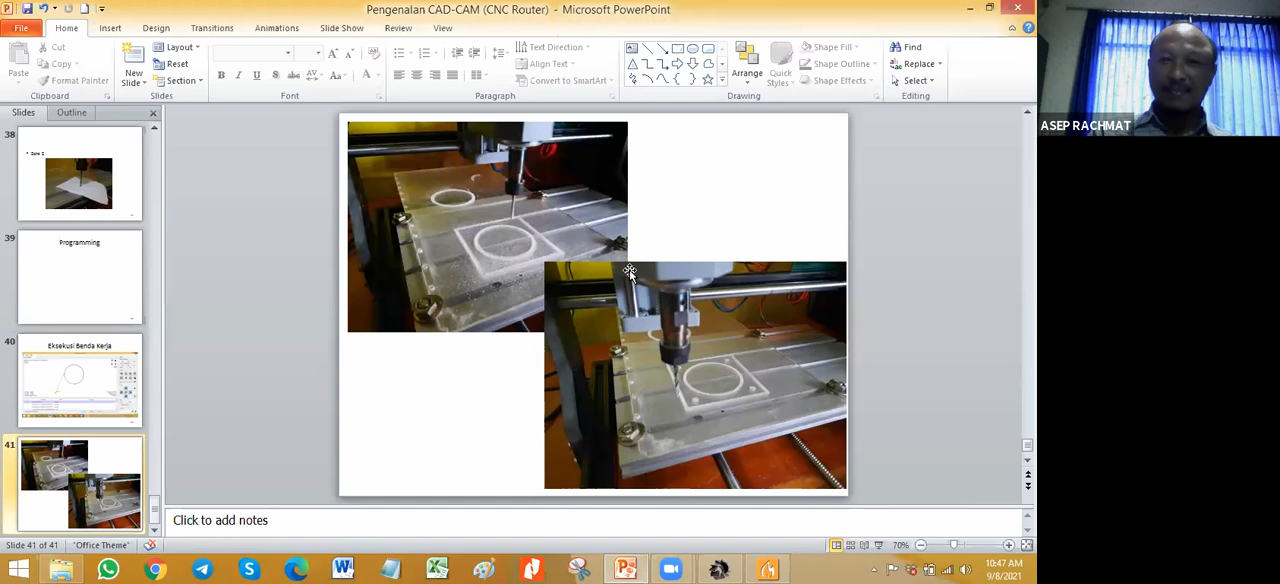 Pengenalan CAD-CAM (CNC Router) - Microsoft PowerPoint
File Home Insert Design Transitions Animations Slide Show Review View
Cut
Copy
Format Painter
Paste
Clipboard
New
Slide
Layout
Reset
Section
Slides
B I U S abc AV Aa A
Font
Text Direction
Align Text
Convert to SmartArt
Paragraph
Arrange
Quick
Styles
Shape Fill
Shape Outline
Shape Effects
Drawing
Find
Replace
Select
Editing
Slides Outline
38
39
Programming
40
Eksekusi Benda Kerja
41
Click to add notes
Slide 41 of 41
"Office Theme"
70%
10:47 AM
9/8/2021
ASEP RACHMAT